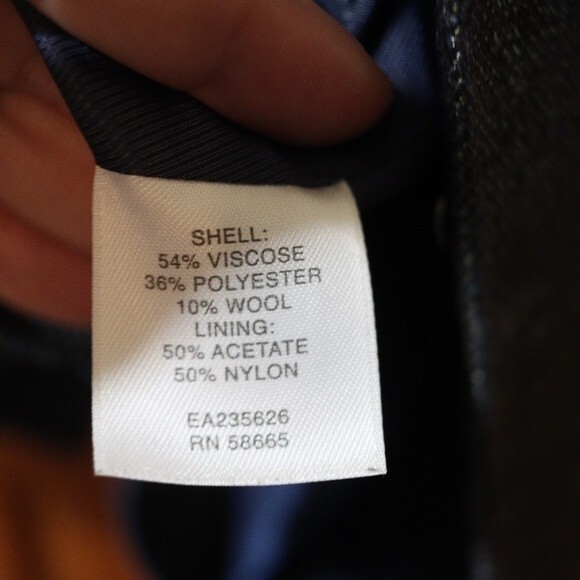 SHELL:
54% VISCOSE
36% POLYESTER
10% WOOL
LINING:
50% ACETATE
50% NYLON
EA235626
RN 58665